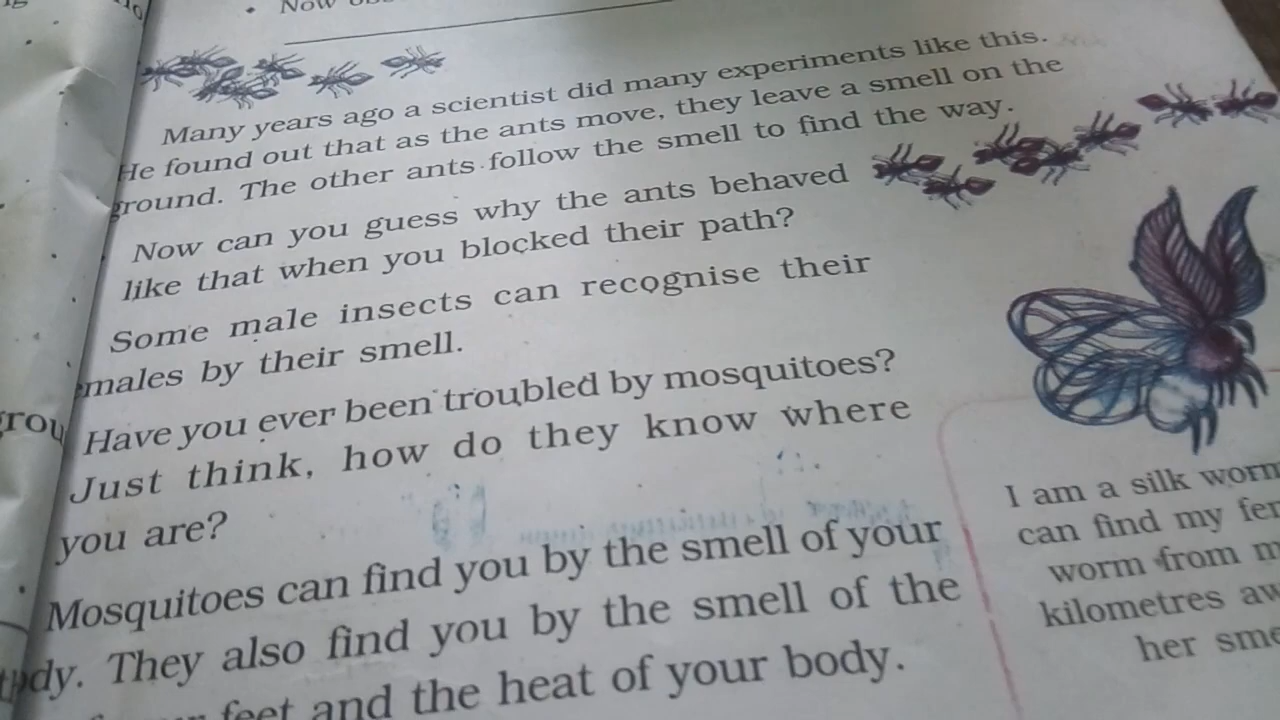 Now
Many years ago a scientist did many experiments like this.
He found out that as the ants move, they leave a smell on the
ground. The other ants follow the smell to find the way.
Now can you guess why the ants behaved
like that when you blocked their path?
Some male insects can recognise their
emales by their smell.
Have you ever been troubled by mosquitoes?
Just think, how do they know where
you are?
Mosquitoes can find you by the smell of your
body. They also find you by the smell of the
feet and the heat of your body.
I am a silk worm
can find my fem
worm from m
kilometres aw
her sme